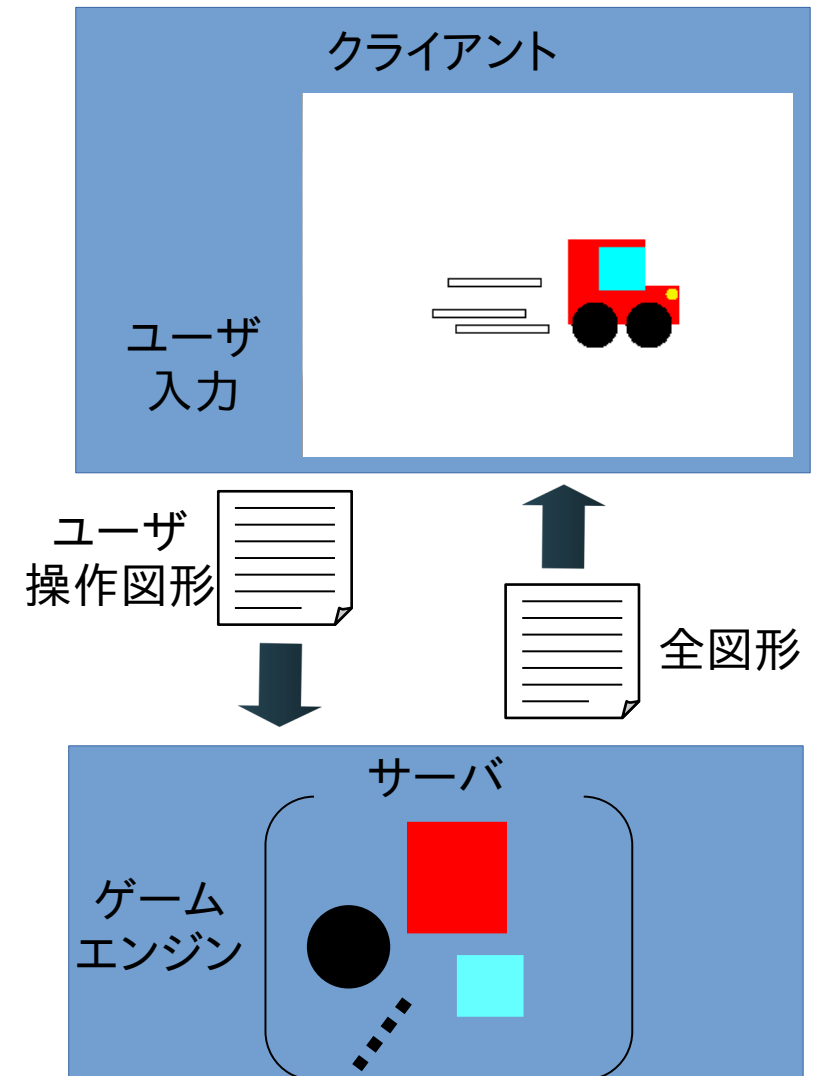 クライアント
ユーザ
入力
ユーザ
操作図形
全図形
サーバ
ゲーム
エンジン